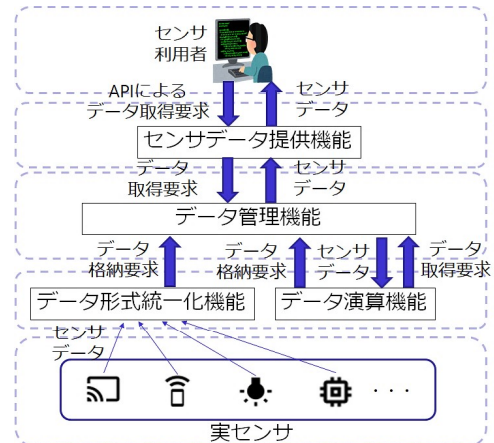 センサ
利用者
APIによる
データ取得要求
センサ
データ
センサデータ提供機能
データ
取得要求
センサ
データ
データ管理機能
データ
格納要求
データ
格納要求
センサ
データ
データ
取得要求
データ形式統一化機能
データ演算機能
センサ
データ
・・・
実センサ